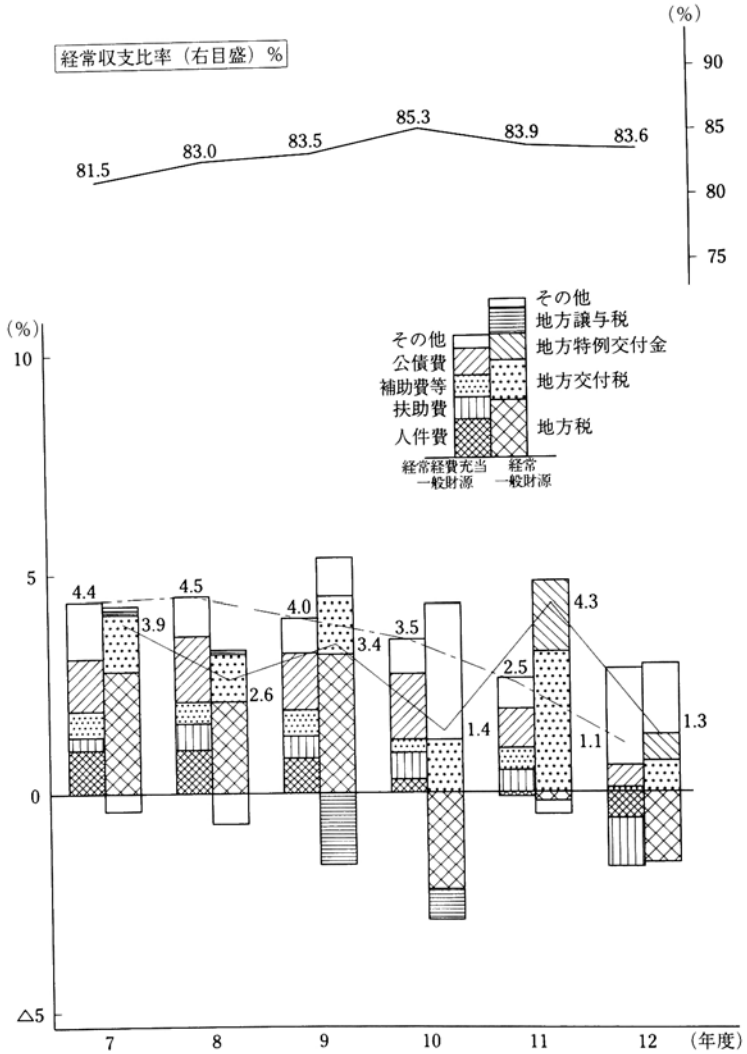 (%)
経常収支比率(右目盛)%
90
85
80
75
81.5
83.0
83.5
85.3
83.9
83.6
その他
地方譲与税
地方特例交付金
地方交付税
地方税
その他
公債費
補助費等
扶助費
人件費
経常経費充当
一般財源
経常
一般財源
(%)
10
5
0
△5
4.4
3.9
4.5
2.6
4.0
3.4
3.5
1.4
2.5
4.3
1.1
1.3
7
8
9
10
11
12
(年度)